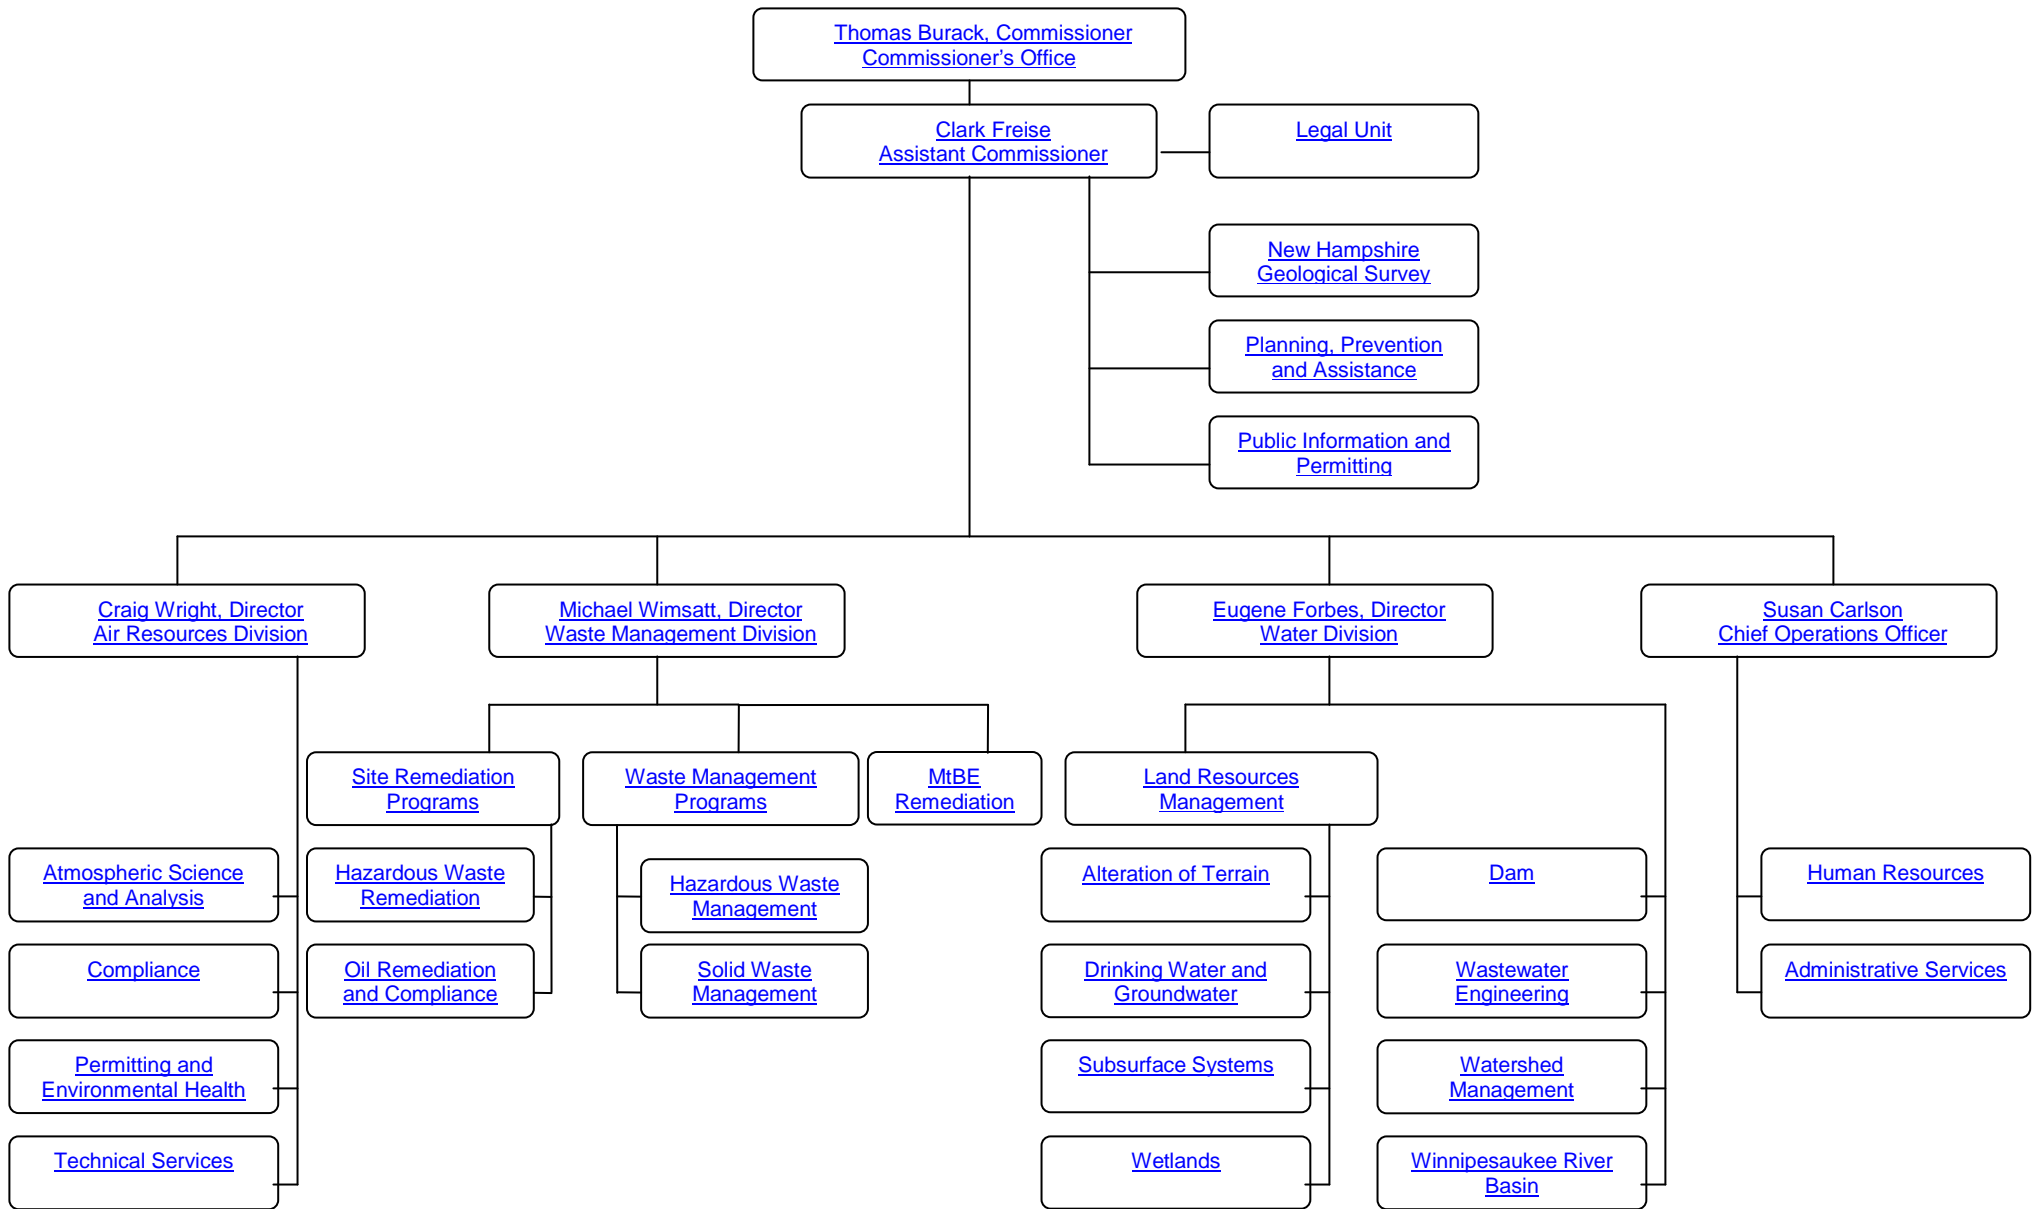 Thomas Burack, Commissioner
Commissioner’s Office
Clark Freise
Assistant Commissioner
Legal Unit
New Hampshire
Geological Survey
Planning, Prevention
and Assistance
Public Information and
Permitting
Craig Wright, Director
Air Resources Division
Michael Wimsatt, Director
Waste Management Division
Eugene Forbes, Director
Water Division
Susan Carlson
Chief Operations Officer
Site Remediation
Programs
Waste Management
Programs
MtBE
Remediation
Land Resources
Management
Atmospheric Science
and Analysis
Hazardous Waste
Remediation
Hazardous Waste
Management
Alteration of Terrain
Dam
Human Resources
Compliance
Oil Remediation
and Compliance
Solid Waste
Management
Drinking Water and
Groundwater
Wastewater
Engineering
Administrative Services
Permitting and
Environmental Health
Subsurface Systems
Watershed
Management
Technical Services
Wetlands
Winnipesaukee River
Basin